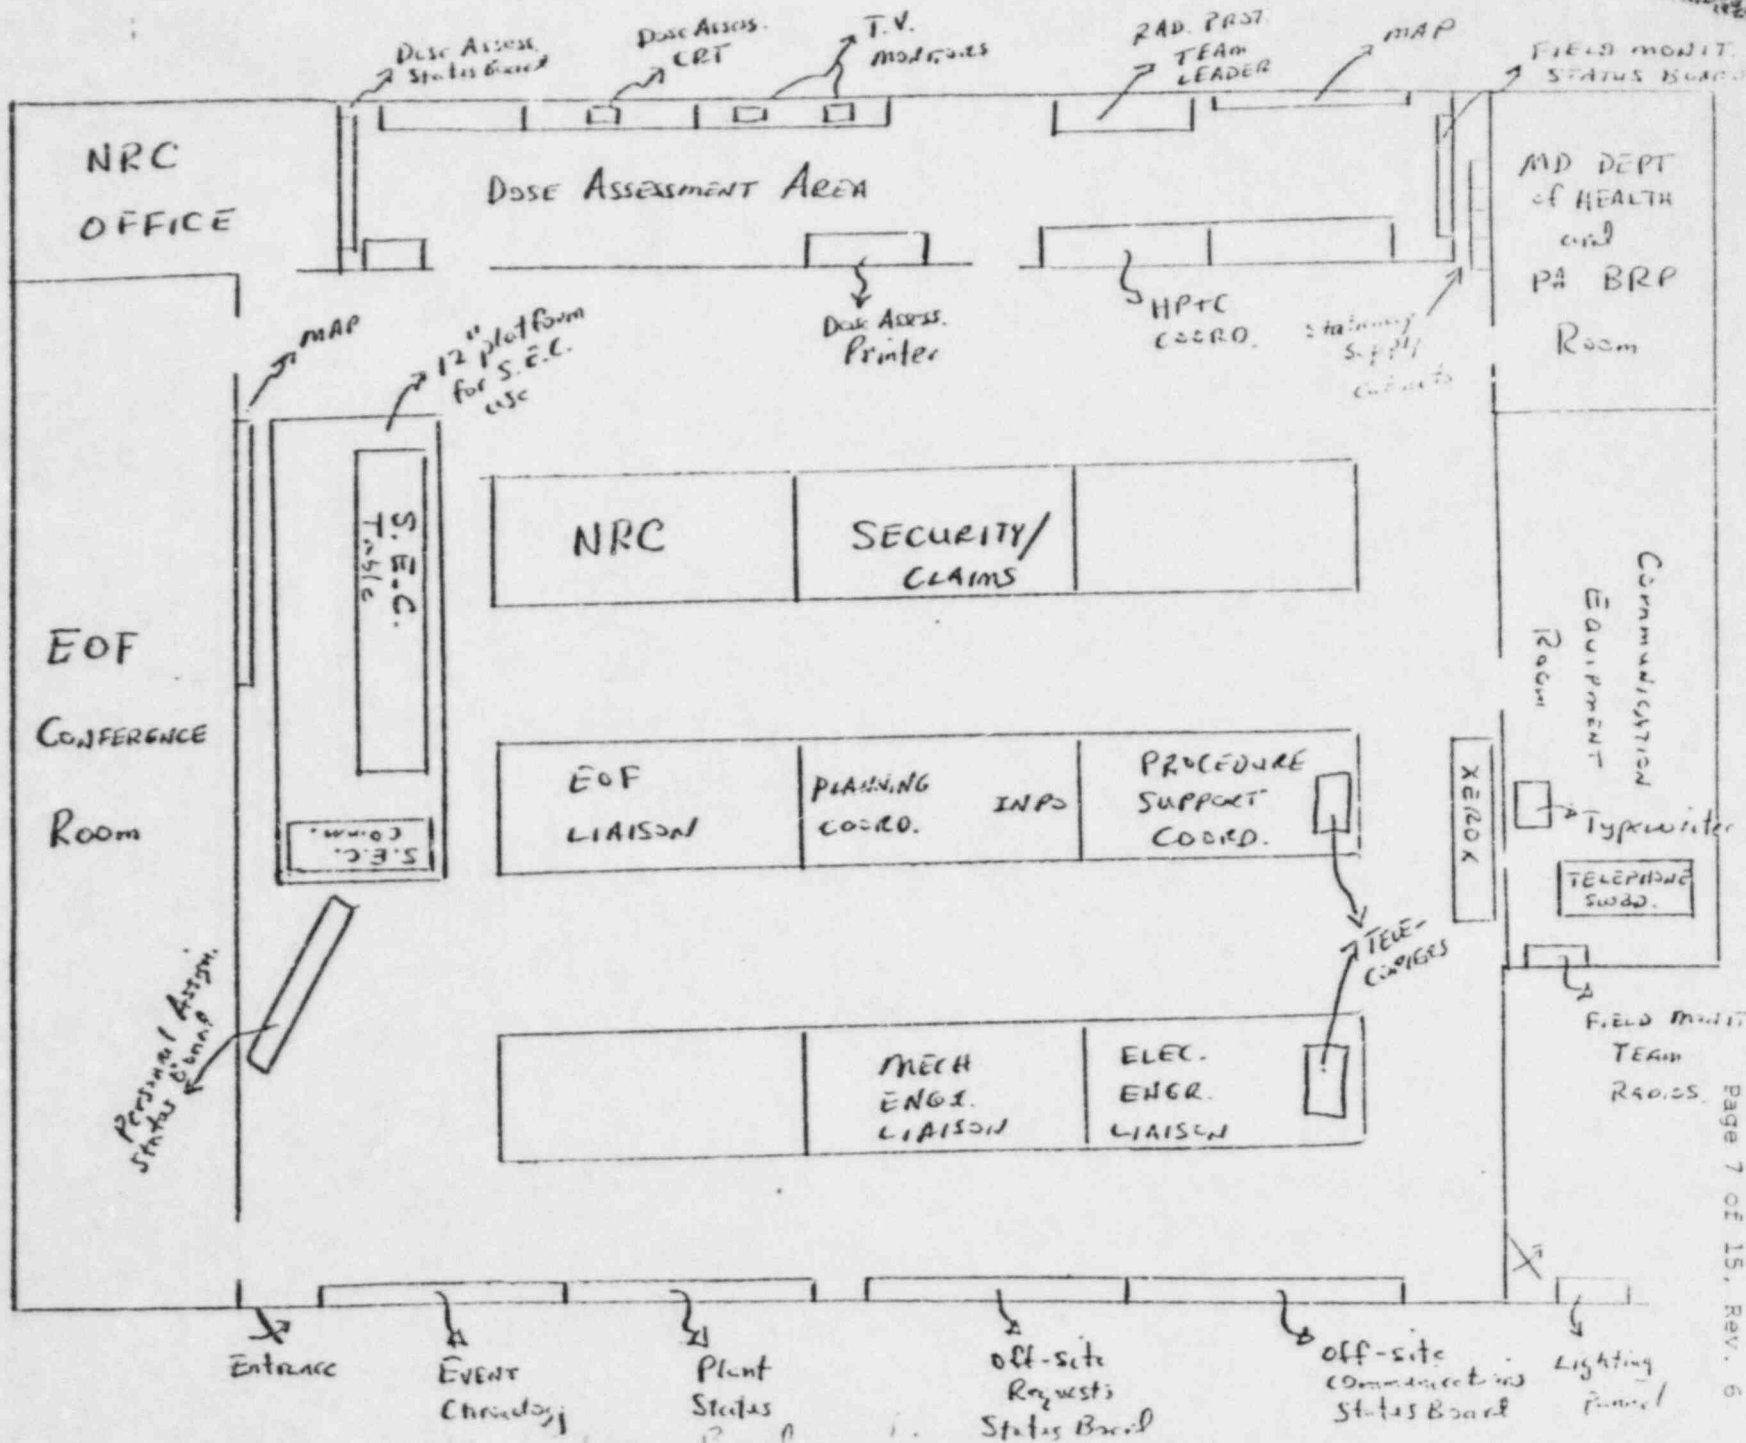 Dose Assess.
Status Board
Dose Assess.
CRT
T.V.
MONITORS
RAD. PROT.
TEAM
LEADER
MAP
FIELD MONIT.
STATUS BOARD
NRC
OFFICE
DOSE ASSESSMENT AREA
MD DEPT
of HEALTH
and
PA BRP
Room
MAP
12" platform
for S.E.C.
use
Dose Assess.
Printer
HP+C
COORD.
Stationary
Supply
Cabinets
S.E.C.
Table
NRC
SECURITY/
CLAIMS
Communication
EQUIPMENT
Room
EOF
CONFERENCE
Room
EOF
LIAISON
PLANNING
COORD.
INPO
PROCEDURE
SUPPORT
COORD.
XEROX
Typewriter
TELEPHONE
SWBD.
S.E.C.
COMM.
TELE-
COPIERS
Personnel Assign.
Status Board
FIELD MONIT
TEAM
RADIOS
MECH
ENGR.
LIAISON
ELEC.
ENGR.
LIAISON
Entrance
EVENT
Chronology
Plant
Status
Off-site
Requests
Status Board
Off-site
Communications
Status Board
Lighting
Pannel
Page 7 of 15, Rev. 6